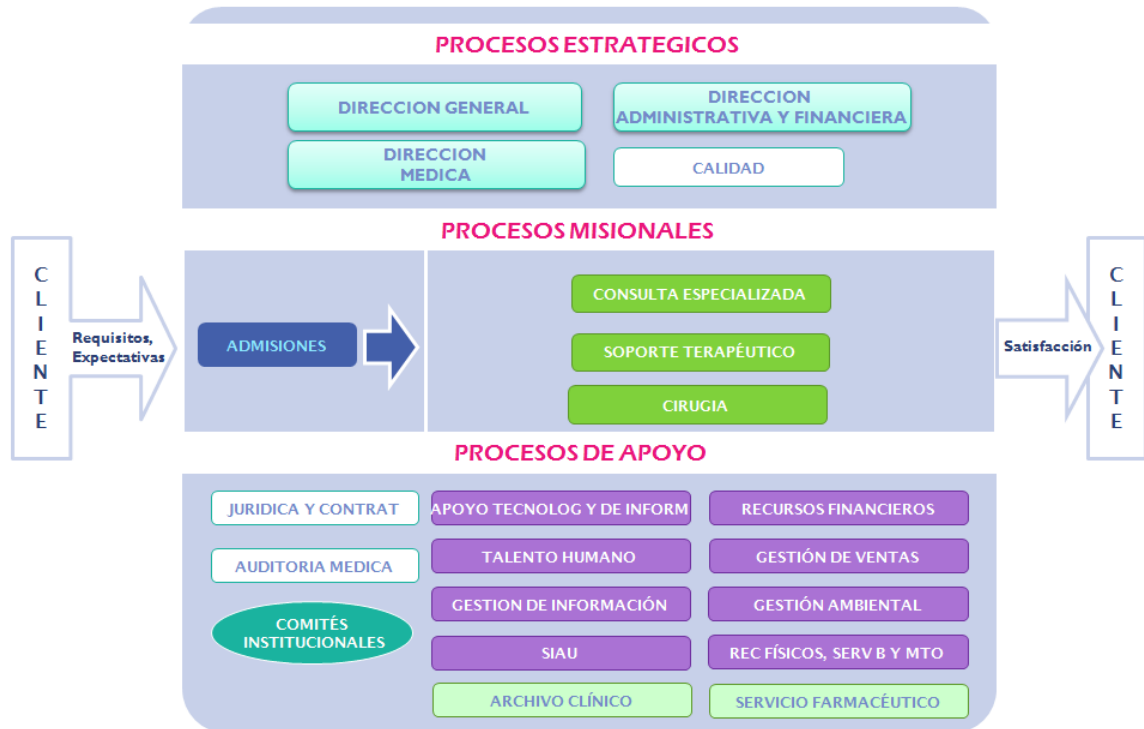 PROCESOS ESTRATEGICOS
DIRECCION GENERAL
DIRECCION
ADMINISTRATIVA Y FINANCIERA
DIRECCION
MEDICA
CALIDAD
PROCESOS MISIONALES
CLIENTE
Requisitos,
Expectativas
ADMISIONES
CONSULTA ESPECIALIZADA
SOPORTE TERAPÉUTICO
CIRUGIA
Satisfacción
CLIENTE
PROCESOS DE APOYO
JURIDICA Y CONTRAT
AUDITORIA MEDICA
COMITÉS
INSTITUCIONALES
APOYO TECNOLOG Y DE INFORM
TALENTO HUMANO
GESTION DE INFORMACIÓN
SIAU
ARCHIVO CLÍNICO
RECURSOS FINANCIEROS
GESTIÓN DE VENTAS
GESTIÓN AMBIENTAL
REC FÍSICOS, SERV B Y MTO
SERVICIO FARMACÉUTICO